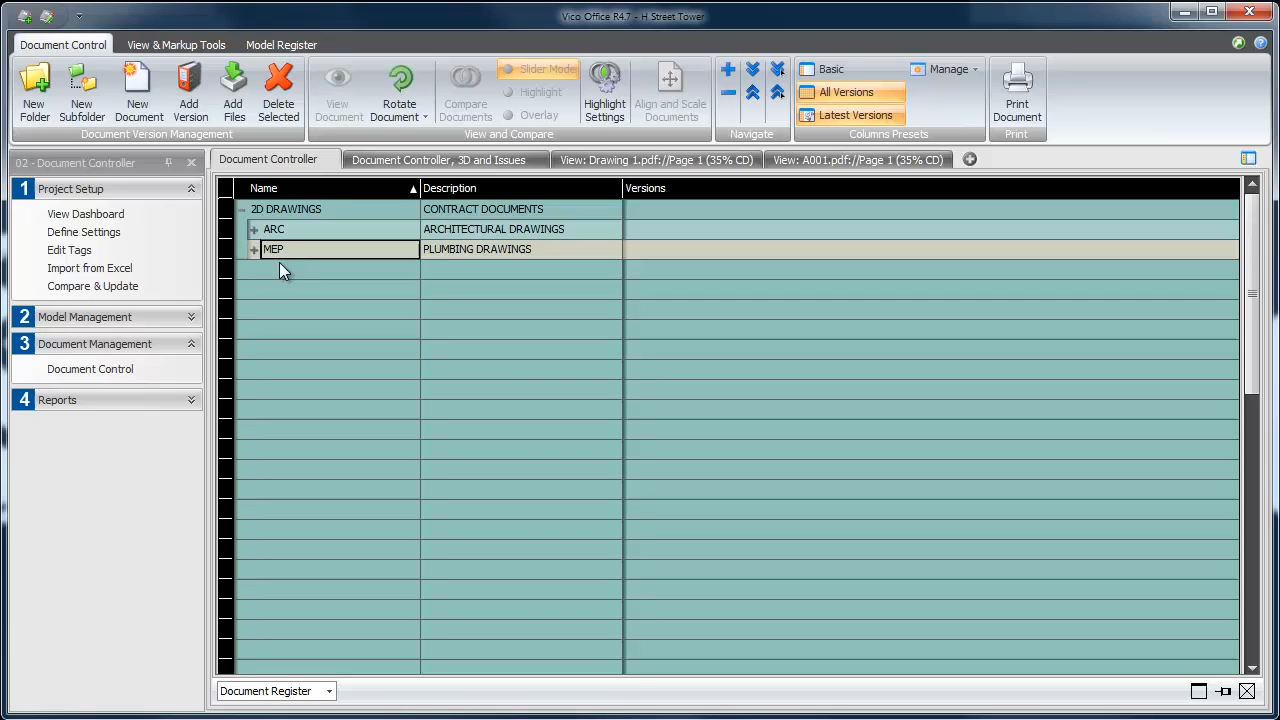 Vico Office R4.7 - H Street Tower
Document Control
View & Markup Tools
Model Register
New Folder
New Subfolder
New Document
Add Version
Add Files
Delete Selected
Document Version Management
View Document
Rotate Document
Compare Documents
Slider Mode
Highlight
Overlay
Highlight Settings
Align and Scale Documents
View and Compare
Navigate
Basic
All Versions
Latest Versions
Manage
Columns Presets
Print Document
Print
02 - Document Controller
Document Controller
Document Controller, 3D and Issues
View: Drawing 1.pdf://Page 1 (35% CD)
View: A001.pdf://Page 1 (35% CD)
1 Project Setup
View Dashboard
Define Settings
Edit Tags
Import from Excel
Compare & Update
2 Model Management
3 Document Management
Document Control
4 Reports
Name Description Versions
2D DRAWINGS CONTRACT DOCUMENTS
ARC ARCHITECTURAL DRAWINGS
MEP PLUMBING DRAWINGS
Document Register